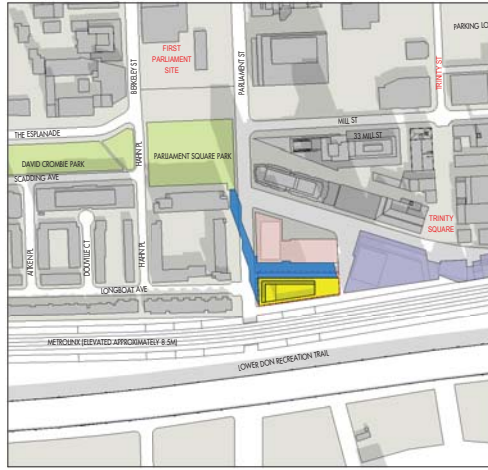 FIRST
PARLIAMENT
SITE
BERKELEY ST
PARLIAMENT ST
TRINITY ST
PARKING LO
MILL ST
33 MILL ST
THE ESPLANADE
HAHN PL
PARLIAMENT SQUARE PARK
DAVID CROMBIE PARK
SCADDING AVE
TRINITY
SQUARE
AITKEN PL
DOUVILLE CT
HAHN PL
LONGBOAT AVE
METROLINX (ELEVATED APPROXIMATELY 8.5M)
LOWER DON RECREATION TRAIL